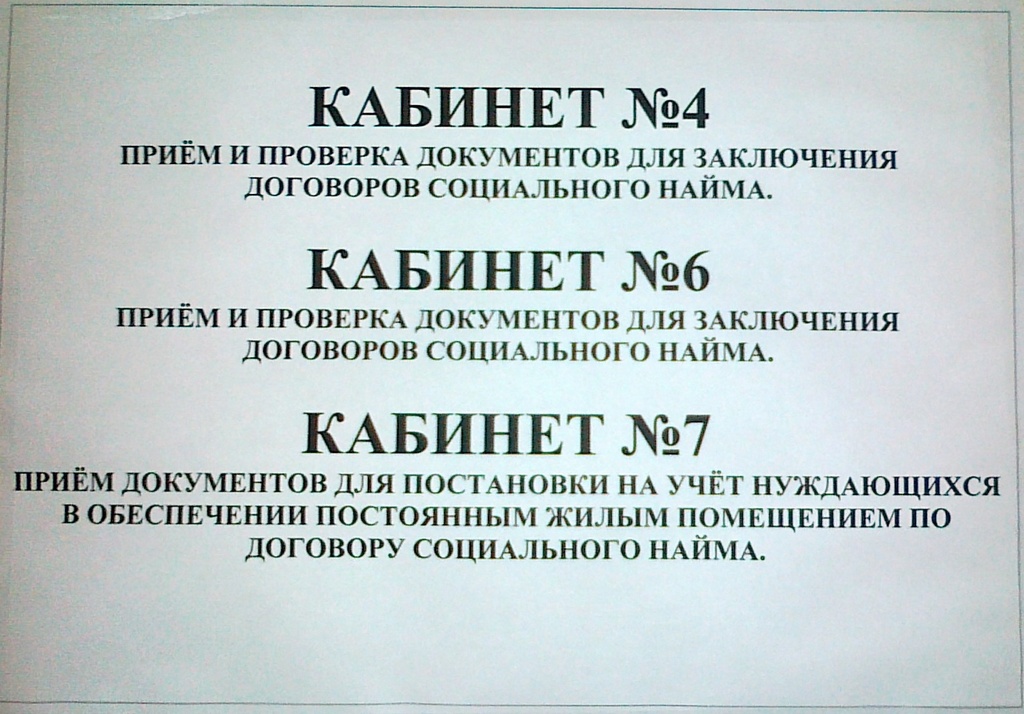 КАБИНЕТ №4
ПРИЁМ И ПРОВЕРКА ДОКУМЕНТОВ ДЛЯ ЗАКЛЮЧЕНИЯ
ДОГОВОРОВ СОЦИАЛЬНОГО НАЙМА.
КАБИНЕТ №6
ПРИЁМ И ПРОВЕРКА ДОКУМЕНТОВ ДЛЯ ЗАКЛЮЧЕНИЯ
ДОГОВОРОВ СОЦИАЛЬНОГО НАЙМА.
КАБИНЕТ №7
ПРИЁМ ДОКУМЕНТОВ ДЛЯ ПОСТАНОВКИ НА УЧЁТ НУЖДАЮЩИХСЯ
В ОБЕСПЕЧЕНИИ ПОСТОЯННЫМ ЖИЛЫМ ПОМЕЩЕНИЕМ ПО
ДОГОВОРУ СОЦИАЛЬНОГО НАЙМА.